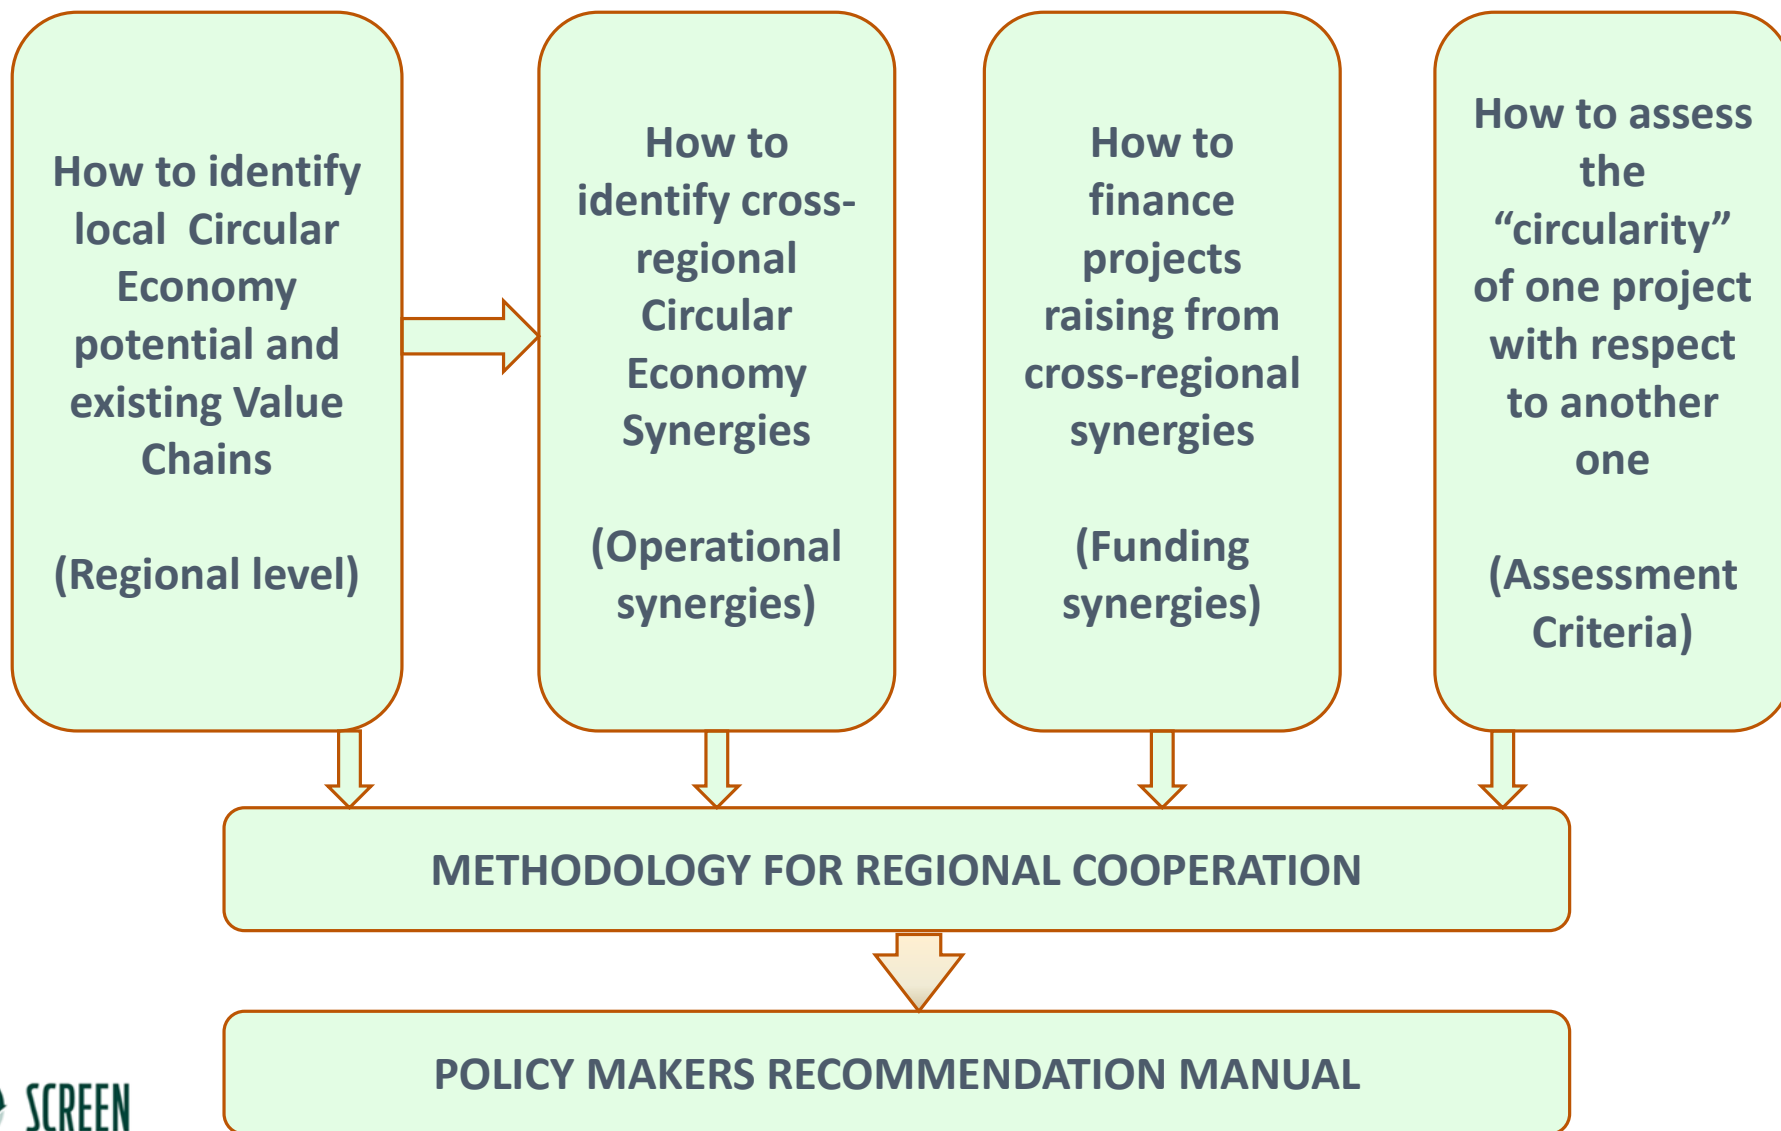 How to identify
local Circular
Economy
potential and
existing Value
Chains
(Regional level)
How to
identify cross-
regional
Circular
Economy
Synergies
(Operational
synergies)
How to
finance
projects
raising from
cross-regional
synergies
(Funding
synergies)
How to assess
the
“circularity”
of one project
with respect
to another
one
(Assessment
Criteria)
METHODOLOGY FOR REGIONAL COOPERATION
POLICY MAKERS RECOMMENDATION MANUAL
SCREEN